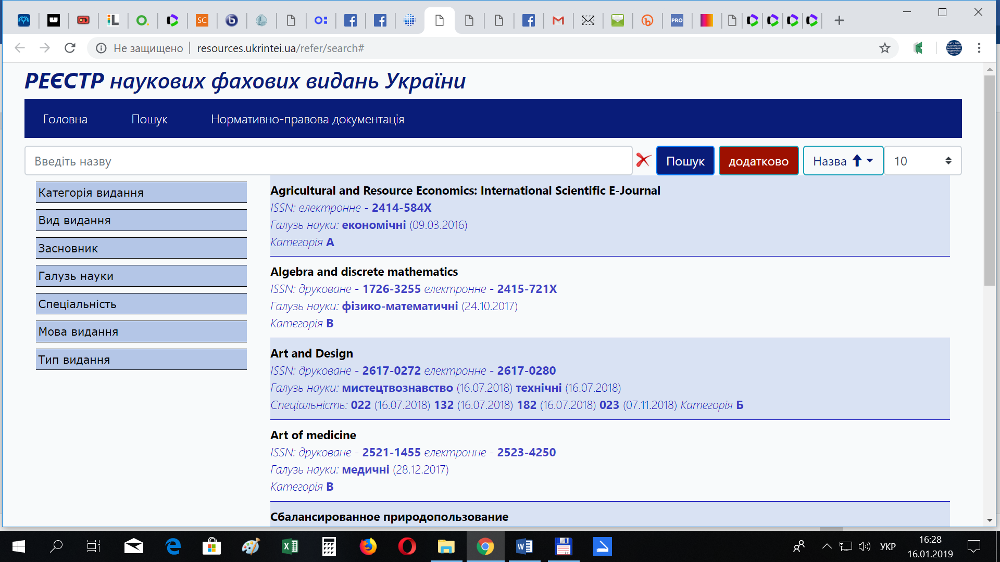 SC
b
PRO
Не защищено
resources.ukrintei.ua/refer/search#
РЕЄСТР наукових фахових видань України
Головна
Пошук
Нормативно-правова документація
Введіть назву
Пошук
додатково
Назва
10
Категорія видання
Вид видання
Засновник
Галузь науки
Спеціальність
Мова видання
Тип видання
Agricultural and Resource Economics: International Scientific E-Journal
ISSN: електронне - 2414-584X
Галузь науки: економічні (09.03.2016)
Категорія А
Algebra and discrete mathematics
ISSN: друковане - 1726-3255 електронне - 2415-721X
Галузь науки: фізико-математичні (24.10.2017)
Категорія В
Art and Design
ISSN: друковане - 2617-0272 електронне - 2617-0280
Галузь науки: мистецтвознавство (16.07.2018) технічні (16.07.2018)
Спеціальність: 022 (16.07.2018) 132 (16.07.2018) 182 (16.07.2018) 023 (07.11.2018) Категорія Б
Art of medicine
ISSN: друковане - 2521-1455 електронне - 2523-4250
Галузь науки: медичні (28.12.2017)
Категорія В
Сбалансированное природопользование
УКР
16:28
16.01.2019